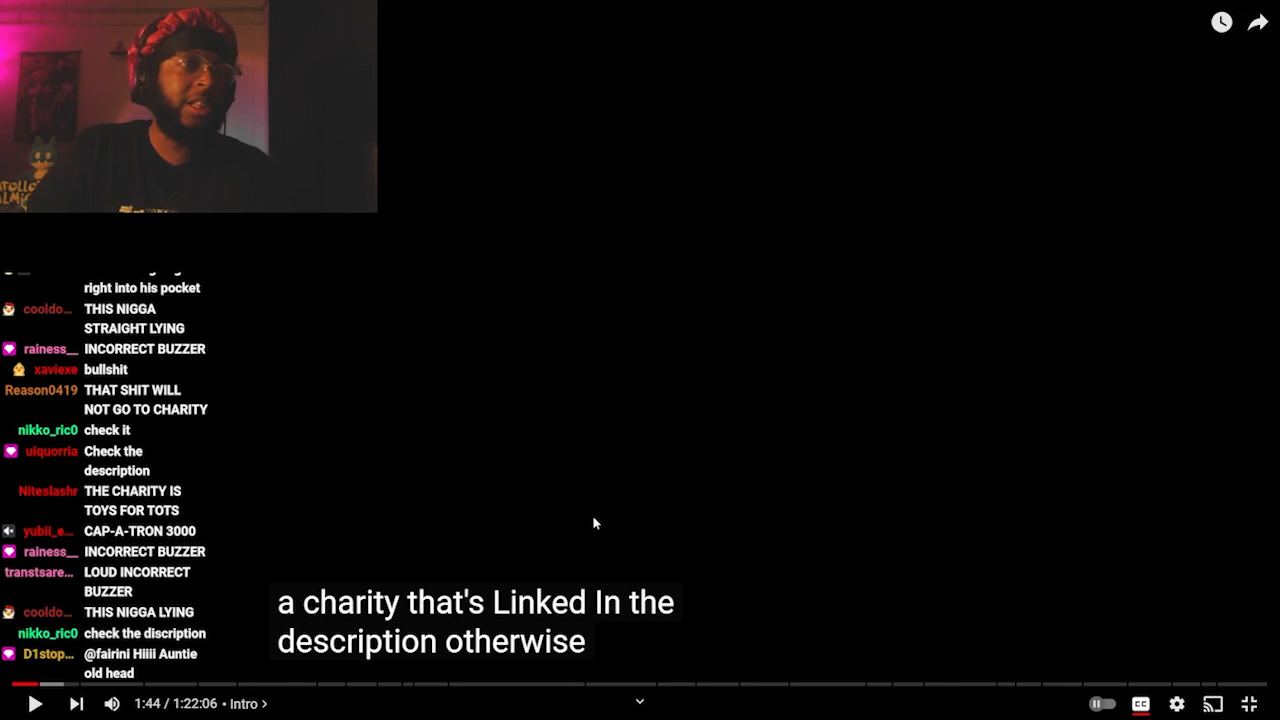 right into his pocket
cooldo... THIS NIGGA
STRAIGHT LYING
rainess__ INCORRECT BUZZER
xaviexe bullshit
Reason0419 THAT SHIT WILL
NOT GO TO CHARITY
nikko_ric0 check it
uiquorria Check the
description
Niteslashr THE CHARITY IS
TOYS FOR TOTS
yubii_e... CAP-A-TRON 3000
rainess__ INCORRECT BUZZER
transtsare... LOUD INCORRECT
BUZZER
cooldo... THIS NIGGA LYING
nikko_ric0 check the discription
D1stop... @fairini Hiiii Auntie
old head
a charity that's Linked In the
description otherwise
1:44 / 1:22:06 • Intro >
CC